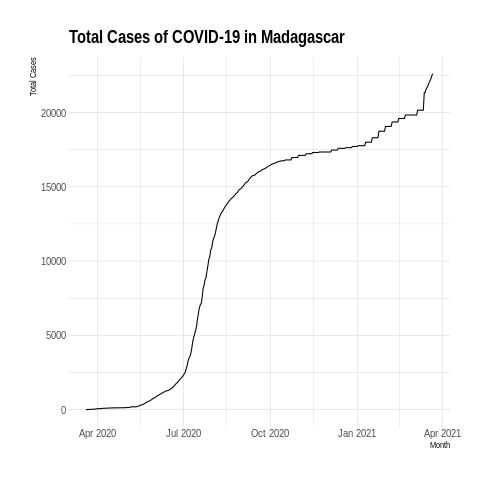 Total Cases of COVID-19 in Madagascar
Total Cases
20000
15000
10000
5000
0
Apr 2020 Jul 2020 Oct 2020 Jan 2021 Apr 2021
Month